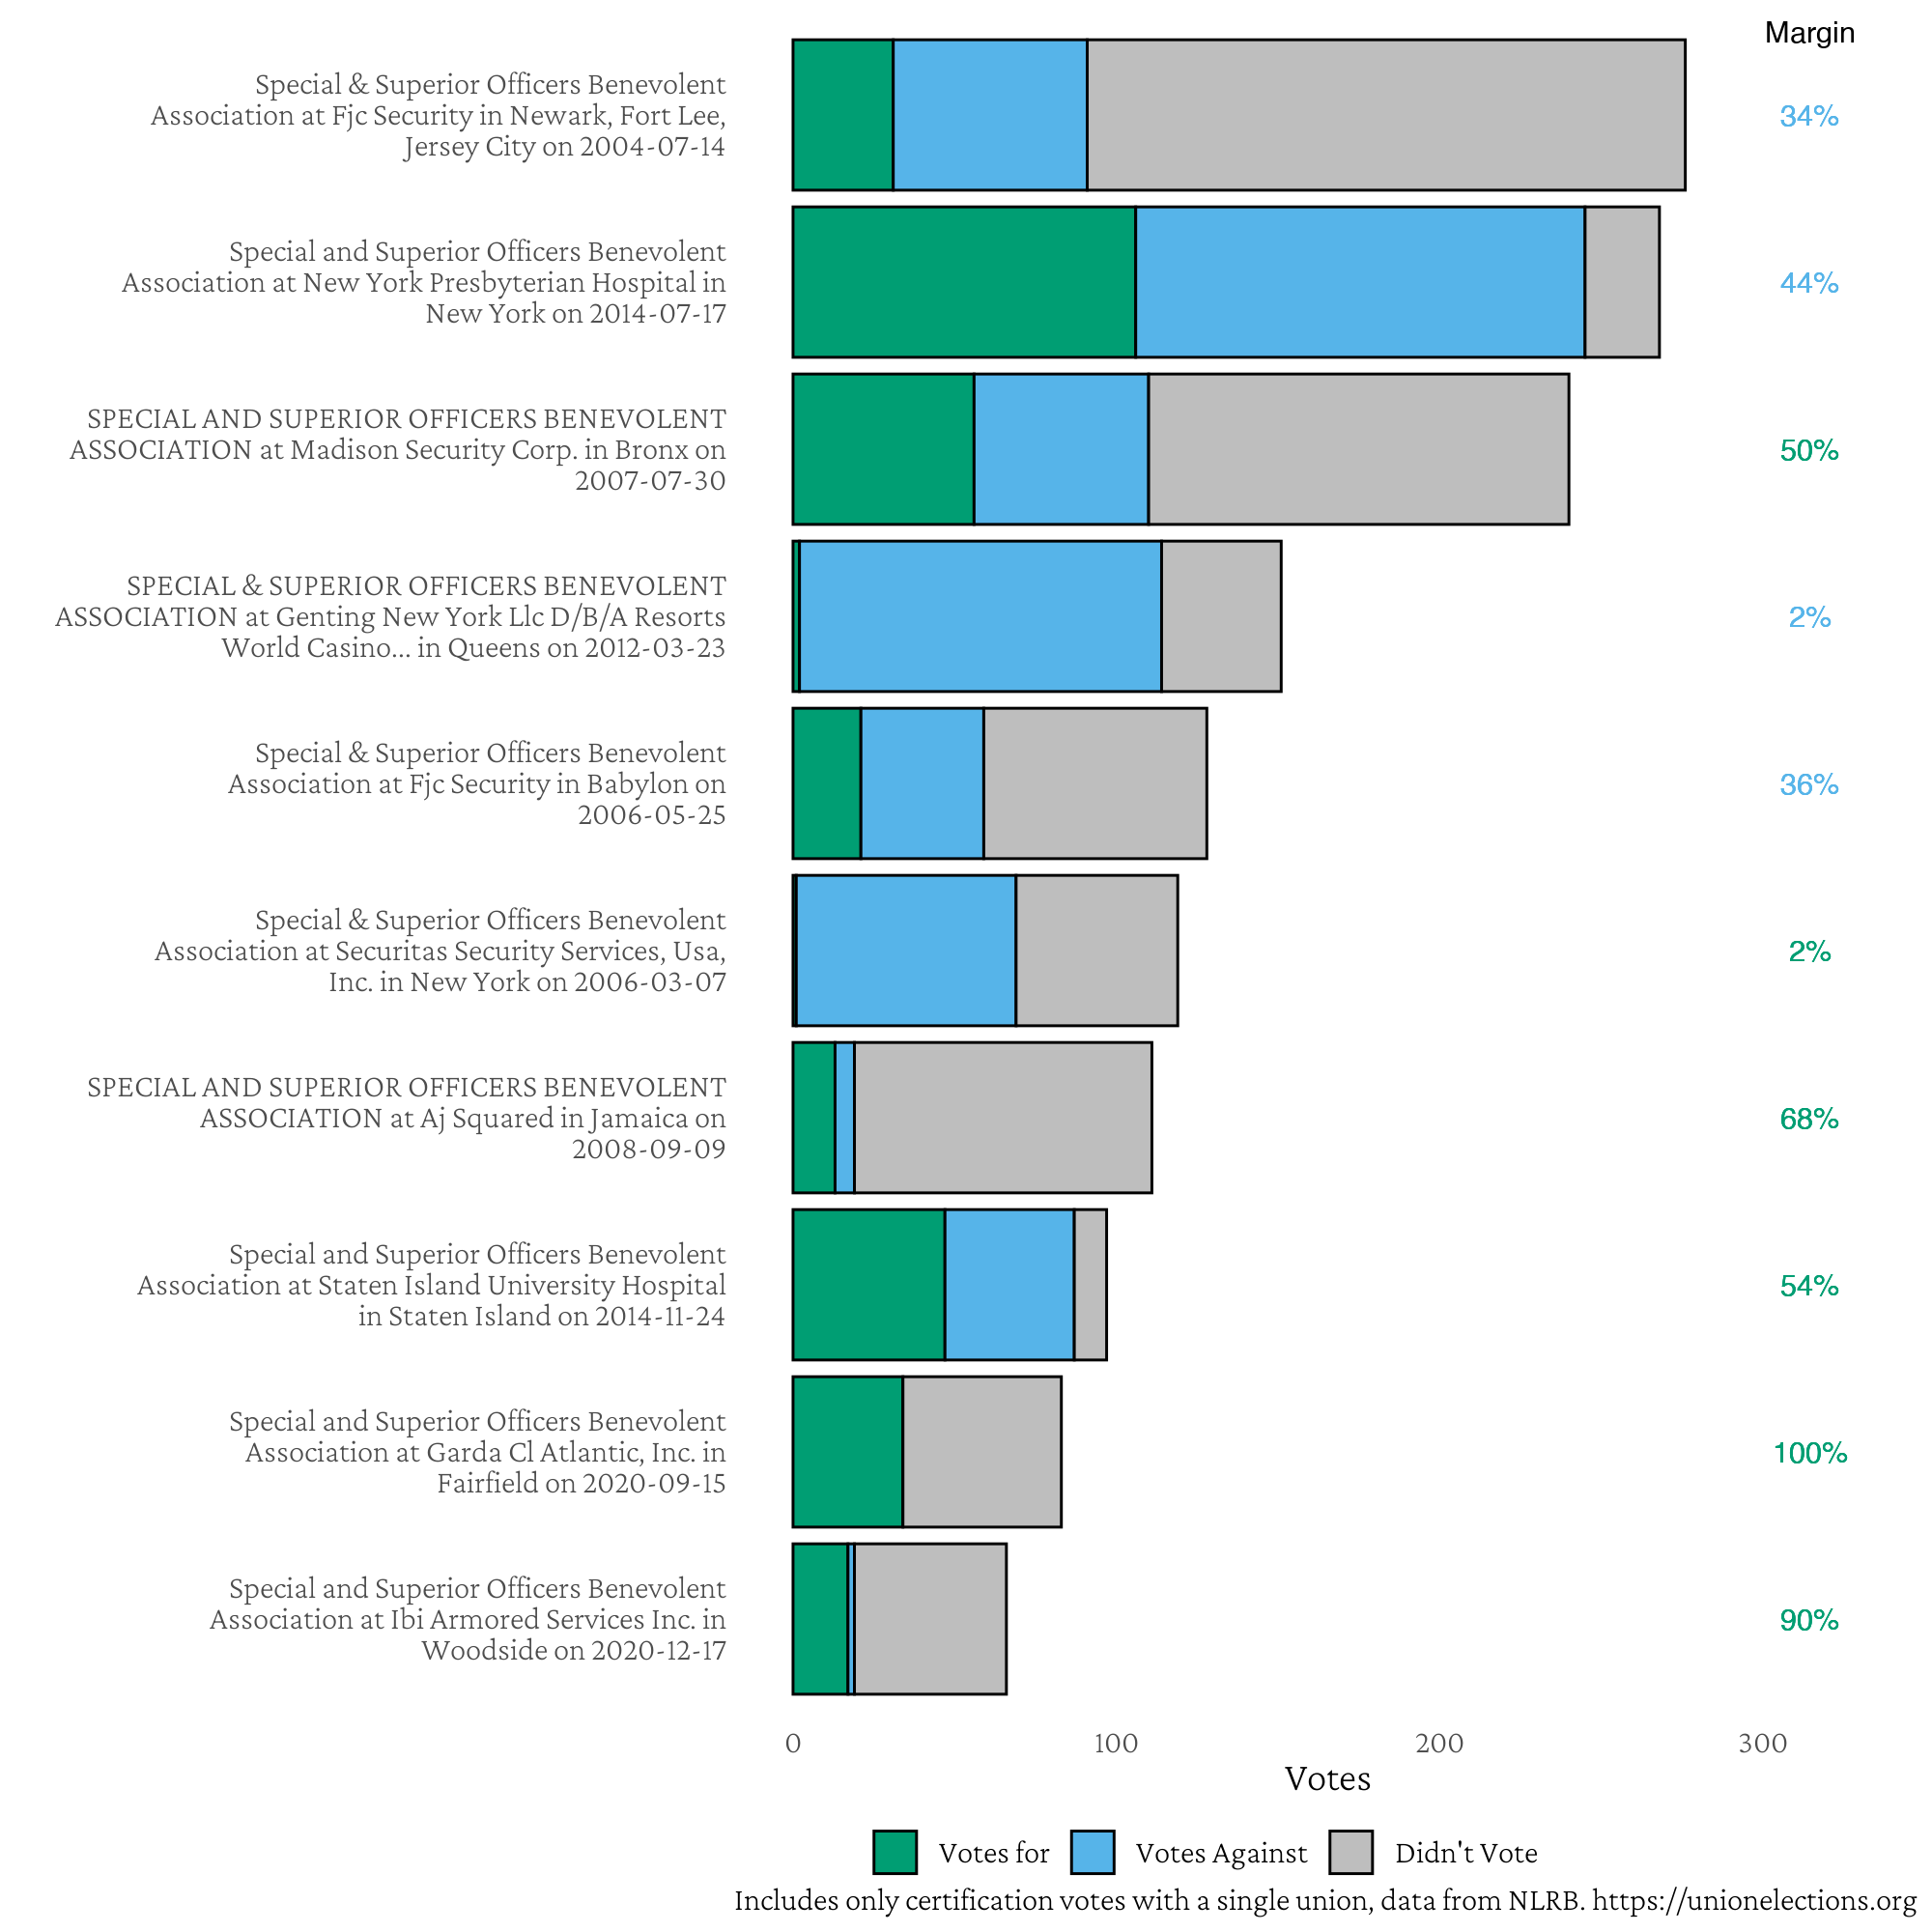 Margin
Special & Superior Officers Benevolent
Association at Fjc Security in Newark, Fort Lee,
Jersey City on 2004-07-14
34%
Special and Superior Officers Benevolent
Association at New York Presbyterian Hospital in
New York on 2014-07-17
44%
SPECIAL AND SUPERIOR OFFICERS BENEVOLENT
ASSOCIATION at Madison Security Corp. in Bronx on
2007-07-30
50%
SPECIAL & SUPERIOR OFFICERS BENEVOLENT
ASSOCIATION at Genting New York Llc D/B/A Resorts
World Casino... in Queens on 2012-03-23
2%
Special & Superior Officers Benevolent
Association at Fjc Security in Babylon on
2006-05-25
36%
Special & Superior Officers Benevolent
Association at Securitas Security Services, Usa,
Inc. in New York on 2006-03-07
2%
SPECIAL AND SUPERIOR OFFICERS BENEVOLENT
ASSOCIATION at Aj Squared in Jamaica on
2008-09-09
68%
Special and Superior Officers Benevolent
Association at Staten Island University Hospital
in Staten Island on 2014-11-24
54%
Special and Superior Officers Benevolent
Association at Garda Cl Atlantic, Inc. in
Fairfield on 2020-09-15
100%
Special and Superior Officers Benevolent
Association at Ibi Armored Services Inc. in
Woodside on 2020-12-17
90%
0 100 200 300
Votes
Votes for Votes Against Didn't Vote
Includes only certification votes with a single union, data from NLRB. https://unionelections.org